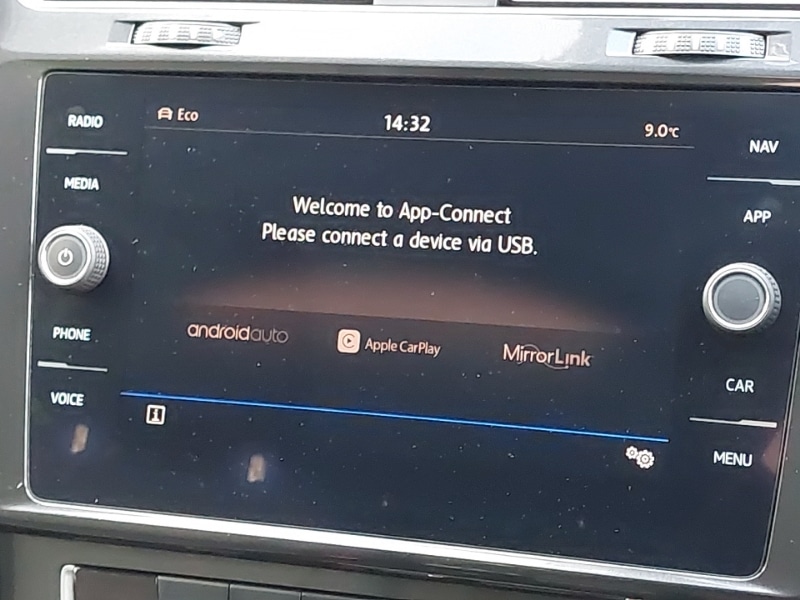 RADIO
Eco
14:32
9.0°C
NAV
MEDIA
APP
Welcome to App-Connect
Please connect a device via USB.
PHONE
androidauto
Apple CarPlay
MirrorLink
CAR
VOICE
i
MENU